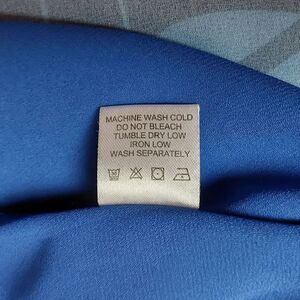 MACHINE WASH COLD
DO NOT BLEACH
TUMBLE DRY LOW
IRON LOW
WASH SEPARATELY